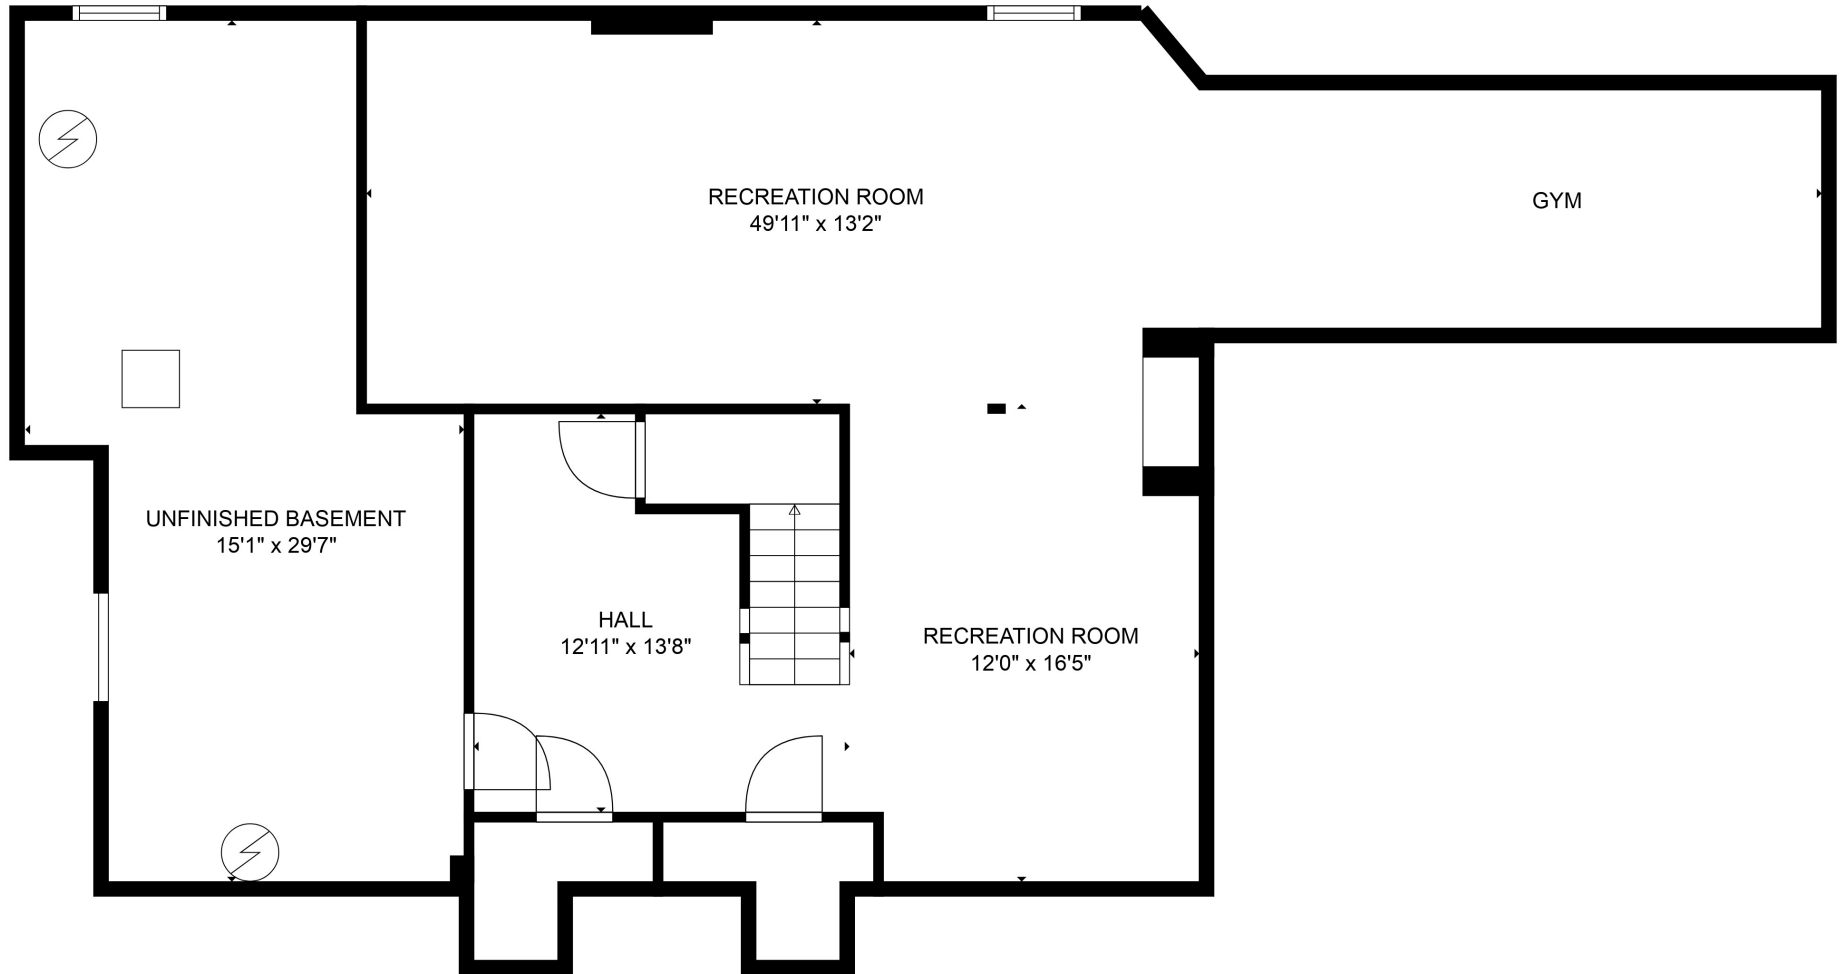 RECREATION ROOM
49'11" x 13'2"
GYM
UNFINISHED BASEMENT
15'1" x 29'7"
HALL
12'11" x 13'8"
RECREATION ROOM
12'0" x 16'5"